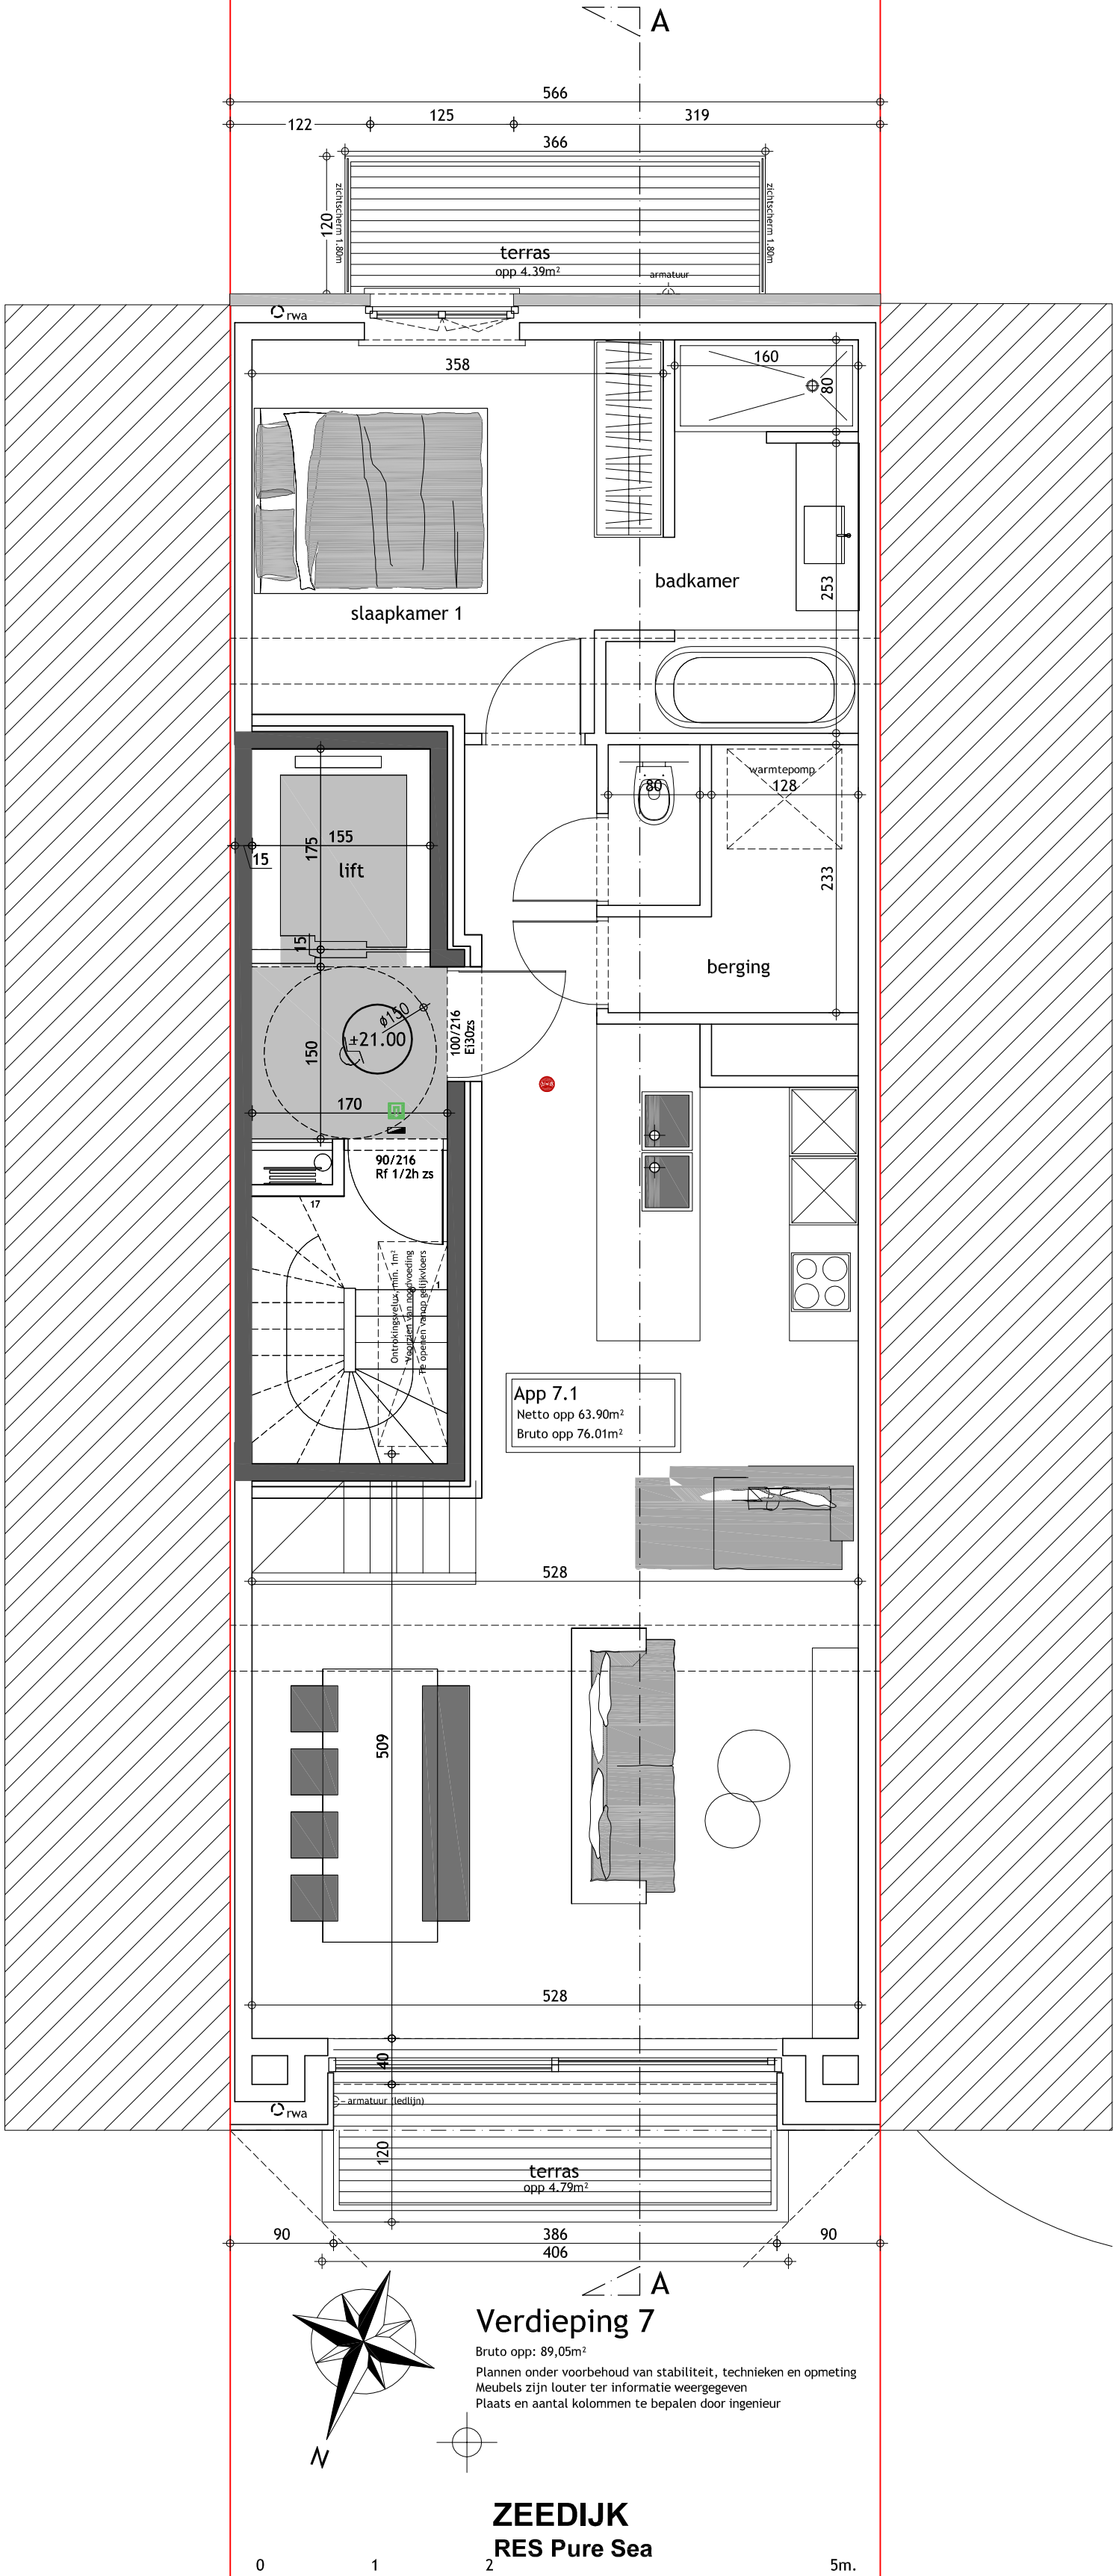 A
566
122
125
319
366
120
zichtscherm 1.80m
zichtscherm 1.80m
terras
opp 4.39m²
armatuur
rwa
358
160
80
253
badkamer
slaapkamer 1
warmtepomp
80
128
155
175
15
lift
233
15
berging
ø150
±21.00
150
100/216
Ei30zs
170
90/216
Rf 1/2h zs
17
1
Ontrokingsvelux, min. 1m²
Voorzien van noodvoeding
Te openen vanop gelijkvloers
App 7.1
Netto opp 63.90m²
Bruto opp 76.01m²
528
509
528
40
armatuur (ledlijn)
rwa
120
terras
opp 4.79m²
90
386
90
406
A
Verdieping 7
Bruto opp: 89,05m²
Plannen onder voorbehoud van stabiliteit, technieken en opmeting
Meubels zijn louter ter informatie weergegeven
Plaats en aantal kolommen te bepalen door ingenieur
N
ZEEDIJK
RES Pure Sea
0 1 2 5m.